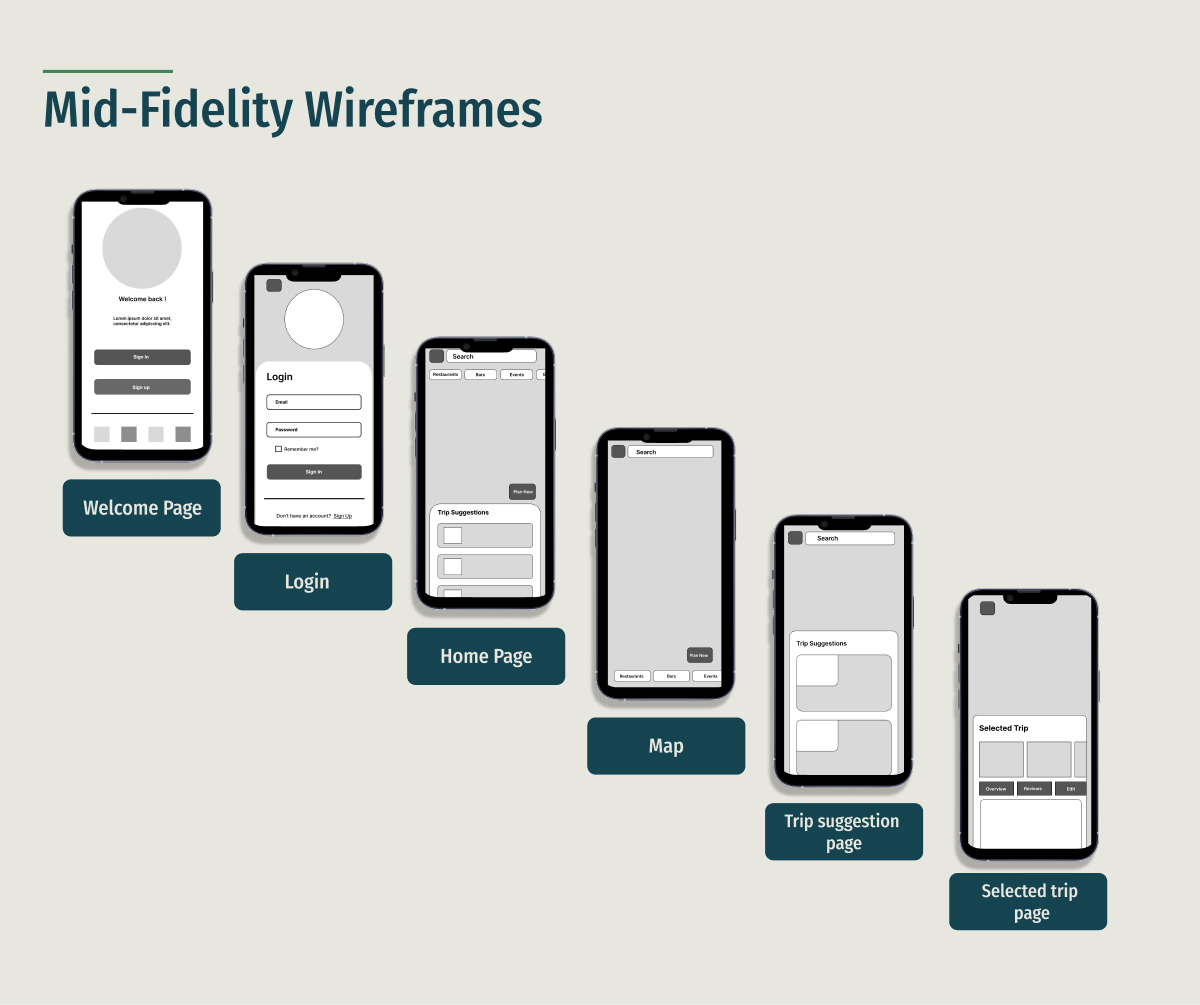 Mid-Fidelity Wireframes
Welcome back !
Lorem ipsum dolor sit amet,
consectetur adipiscing elit.
Sign in
Sign up
Welcome Page
Login
Email
Password
Remember me?
Sign in
Don't have an account? Sign Up
Login
Search
Restaurants Bars Events
Plan New
Trip Suggestions
Home Page
Search
Plan New
Restaurants Bars Events
Map
Search
Trip Suggestions
Trip suggestion
page
Selected Trip
Overview Reviews Edit
Selected trip
page